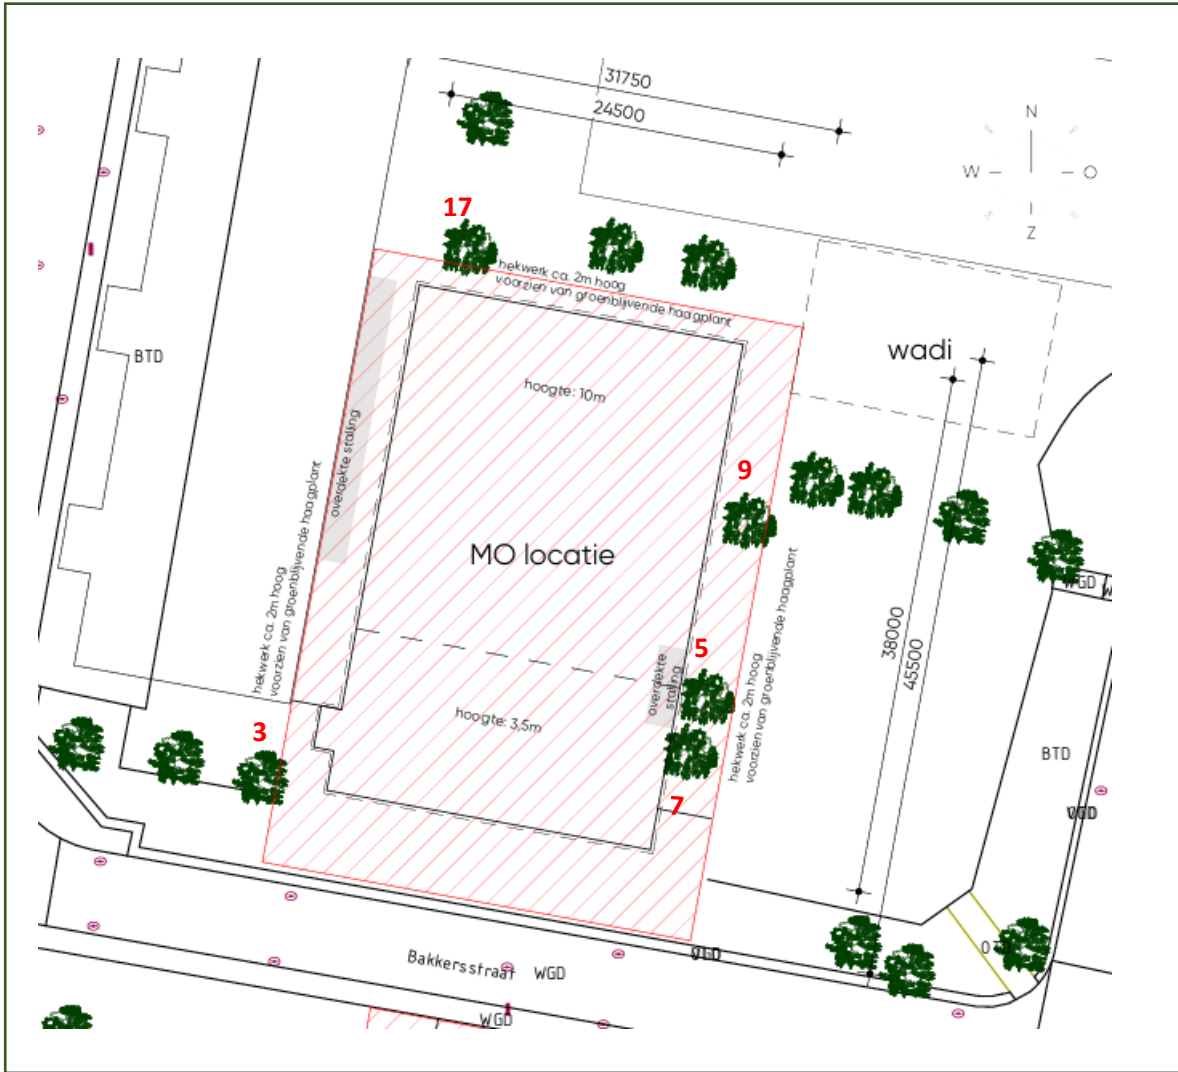 31750
24500
N
W
O
Z
17
hekwerk ca. 2m hoog
voorzien van groenblijvende haagplant
BTD
wadi
hoogte: 10m
overdekte stalling
9
hekwerk ca. 2m hoog
voorzien van groenblijvende haagplant
MO locatie
WGD
38000
45500
5
overdekte
stalling
hekwerk ca. 2m hoog
voorzien van groenblijvende haagplant
hoogte: 3,5m
3
7
BTD
Bakkersstraat
WGD
WGD